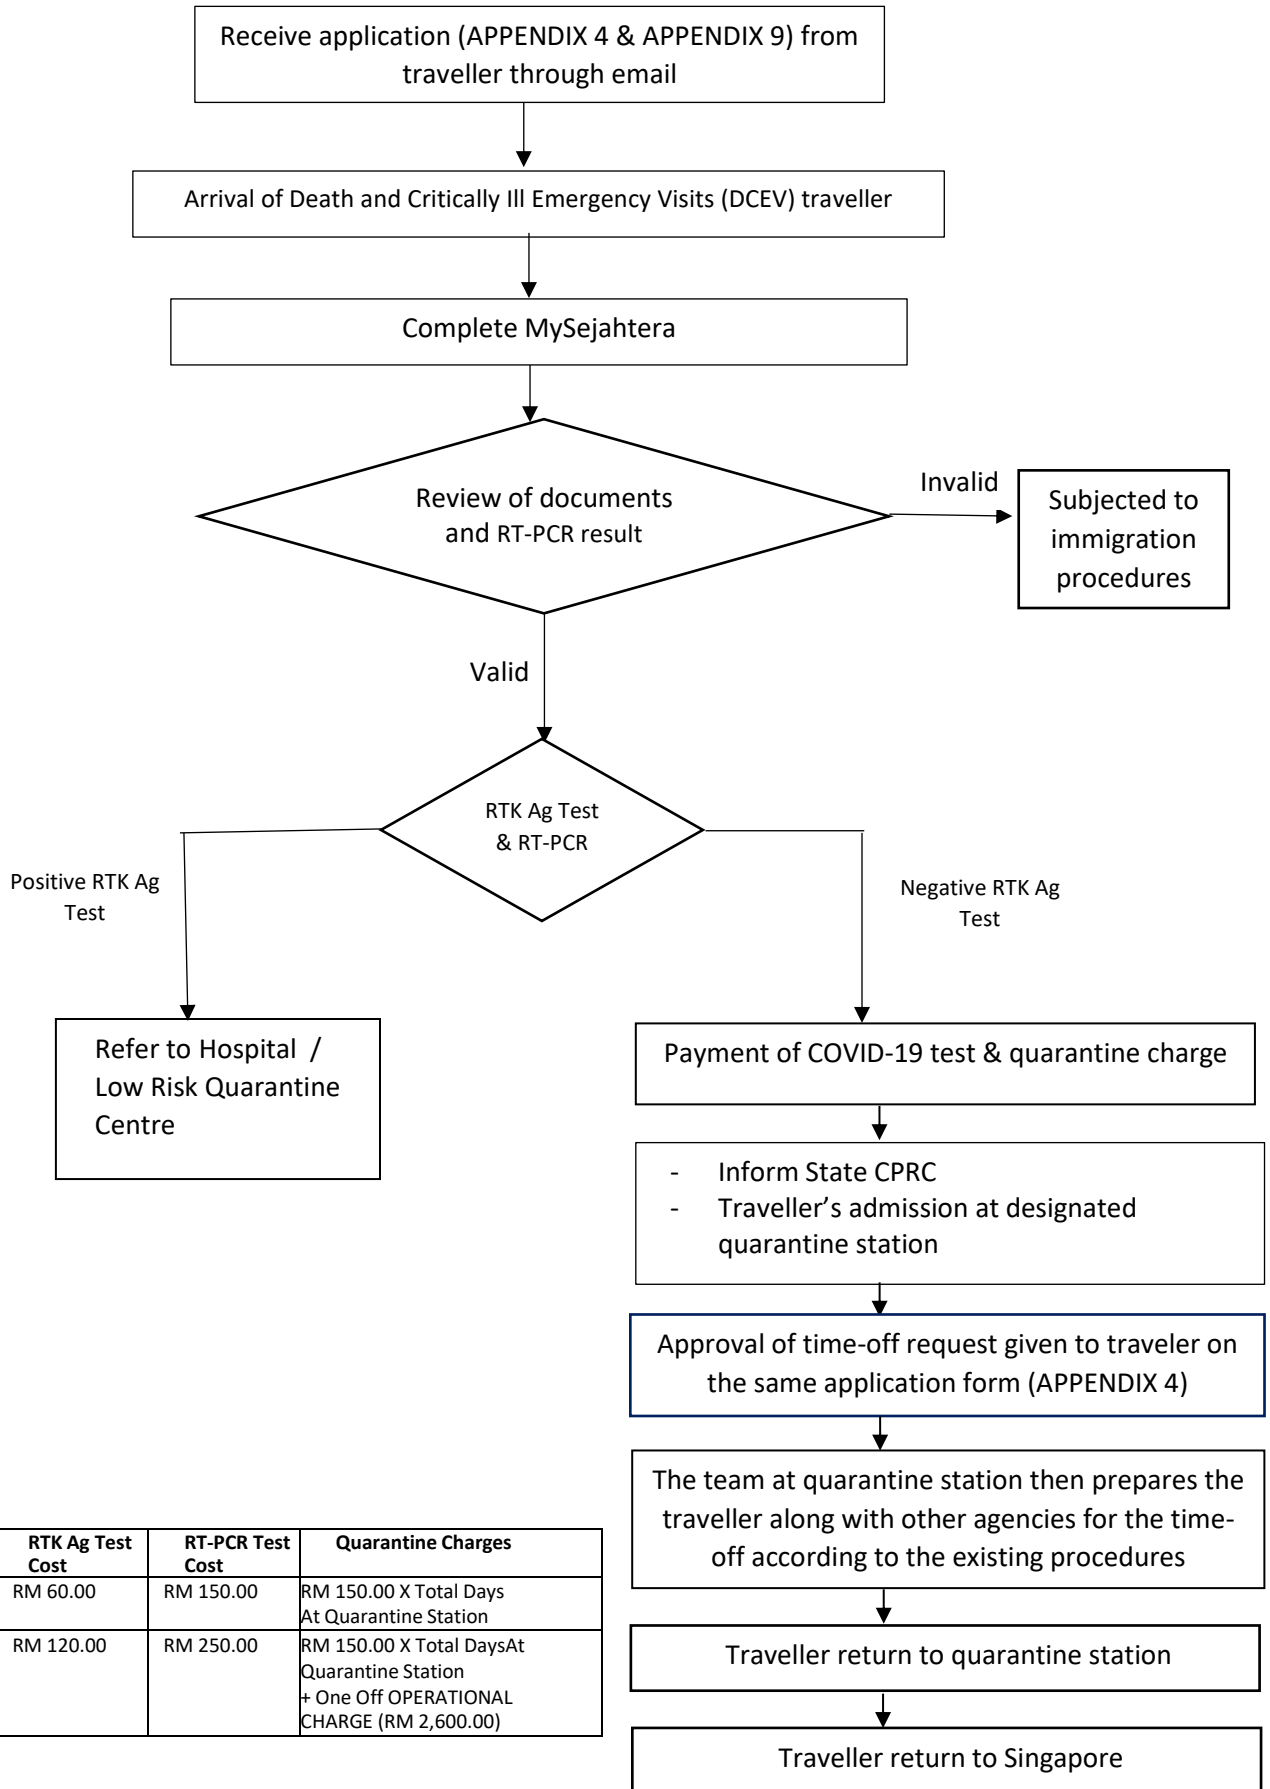 Receive application (APPENDIX 4 & APPENDIX 9) from
traveller through email
Arrival of Death and Critically Ill Emergency Visits (DCEV) traveller
Complete MySejahtera
Review of documents
and RT-PCR result
Invalid
Subjected to
immigration
procedures
Valid
RTK Ag Test
& RT-PCR
Positive RTK Ag
Test
Negative RTK Ag
Test
Refer to Hospital /
Low Risk Quarantine
Centre
Payment of COVID-19 test & quarantine charge
- Inform State CPRC
- Traveller’s admission at designated
quarantine station
Approval of time-off request given to traveler on
the same application form (APPENDIX 4)
The team at quarantine station then prepares the
traveller along with other agencies for the time-
off according to the existing procedures
Traveller return to quarantine station
Traveller return to Singapore
RTK Ag Test
Cost
RT-PCR Test
Cost
Quarantine Charges
RM 60.00
RM 150.00
RM 150.00 X Total Days
At Quarantine Station
RM 120.00
RM 250.00
RM 150.00 X Total DaysAt
Quarantine Station
+ One Off OPERATIONAL
CHARGE (RM 2,600.00)